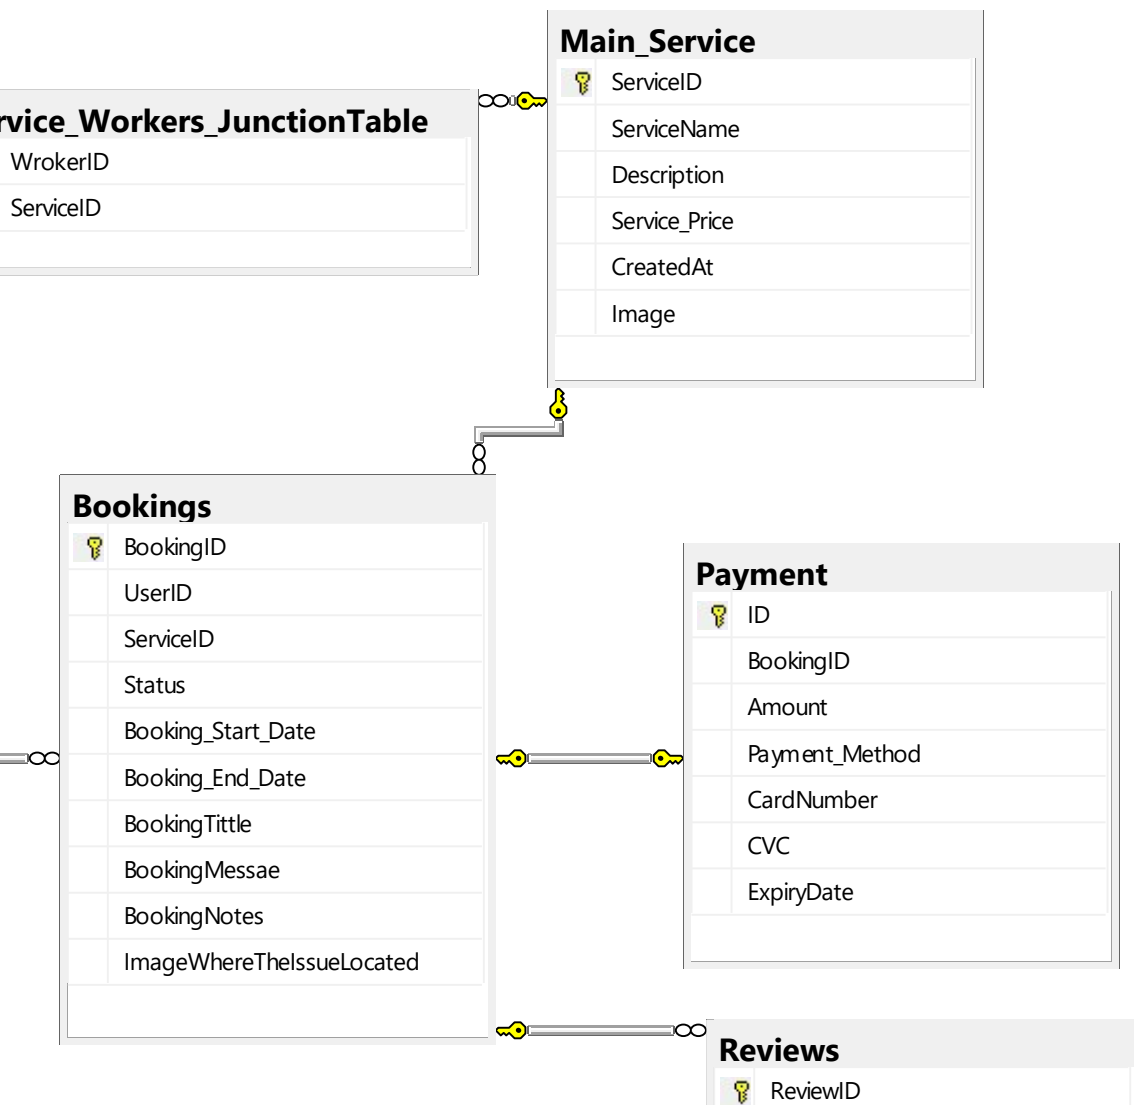 Main_Service
ServiceID
ServiceName
Description
Service_Price
CreatedAt
Image
rvice_Workers_JunctionTable
WrokerID
ServiceID
Bookings
BookingID
UserID
ServiceID
Status
Booking_Start_Date
Booking_End_Date
BookingTittle
BookingMessae
BookingNotes
ImageWhereTheIssueLocated
Payment
ID
BookingID
Amount
Payment_Method
CardNumber
CVC
ExpiryDate
Reviews
ReviewID